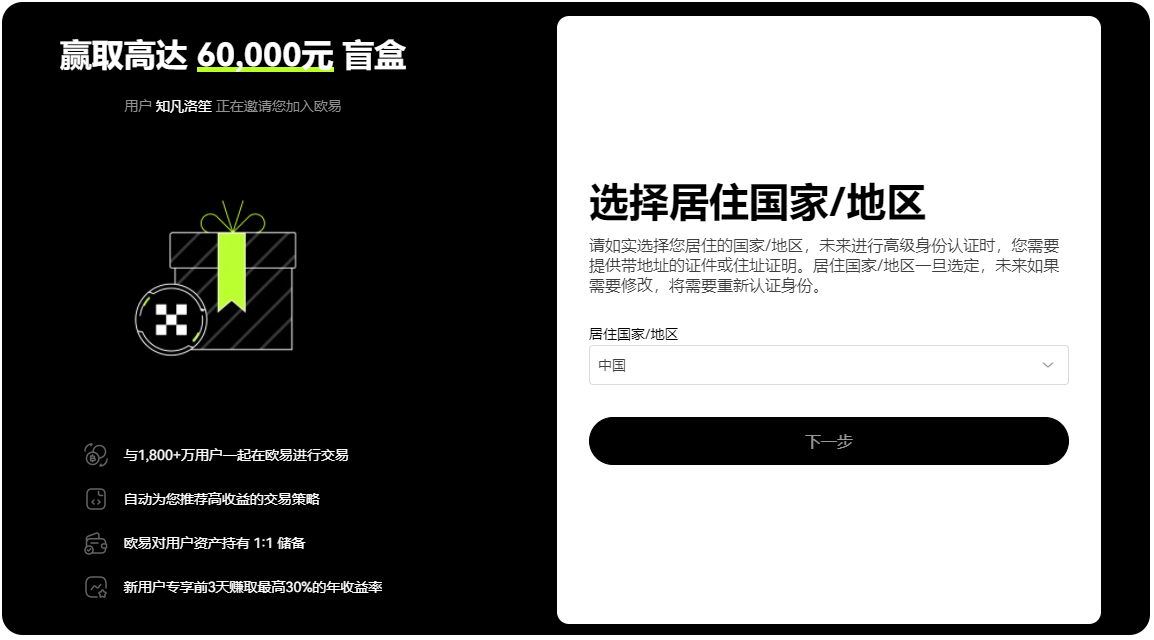 赢取高达 60,000元 盲盒
用户 知凡洛笙 正在邀请您加入欧易
与1,800+万用户一起在欧易进行交易
自动为您推荐高收益的交易策略
欧易对用户资产持有 1:1 储备
新用户专享前3天赚取最高30%的年收益率
选择居住国家/地区
请如实选择您居住的国家/地区，未来进行高级身份认证时，您需要
提供带地址的证件或住址证明。居住国家/地区一旦选定，未来如果
需要修改，将需要重新认证身份。
居住国家/地区
中国
下一步